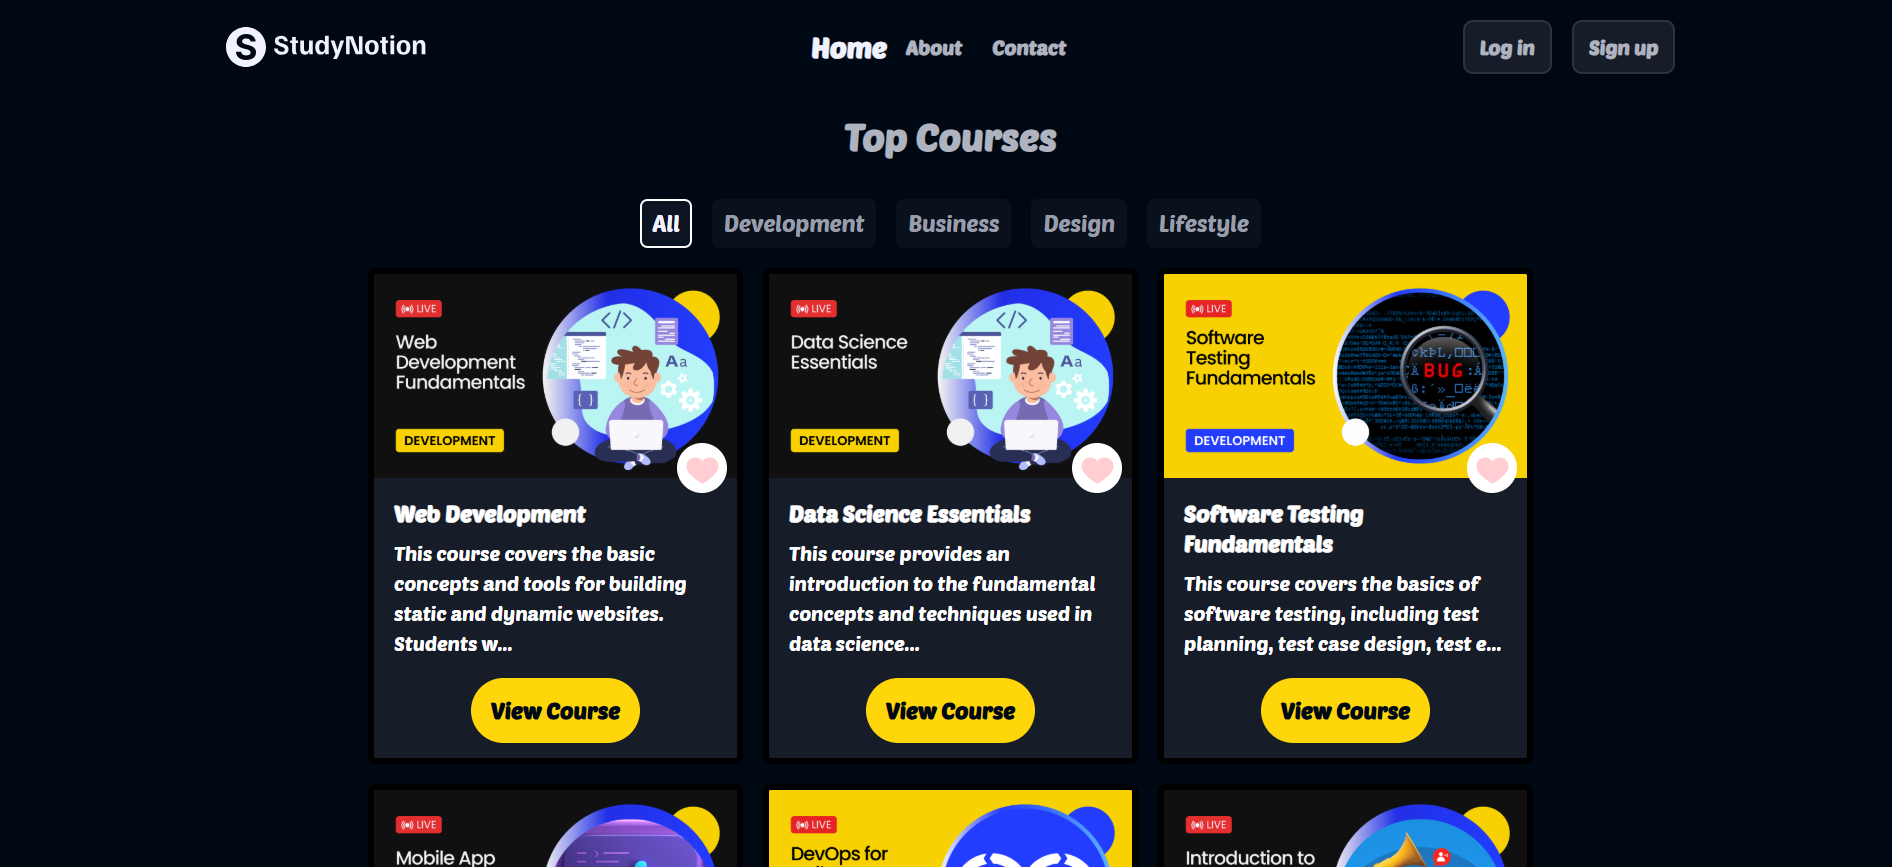 S StudyNotion
Home About Contact
Log in Sign up
Top Courses
All Development Business Design Lifestyle
LIVE
Web
Development
Fundamentals
</>
Aa
{ }
DEVELOPMENT
Web Development
This course covers the basic
concepts and tools for building
static and dynamic websites.
Students w...
View Course
LIVE
Data Science
Essentials
</>
Aa
{ }
DEVELOPMENT
Data Science Essentials
This course provides an
introduction to the fundamental
concepts and techniques used in
data science...
View Course
LIVE
Software
Testing
Fundamentals
BUG
DEVELOPMENT
Software Testing
Fundamentals
This course covers the basics of
software testing, including test
planning, test case design, test e...
View Course
LIVE
Mobile App
LIVE
DevOps for
LIVE
Introduction to